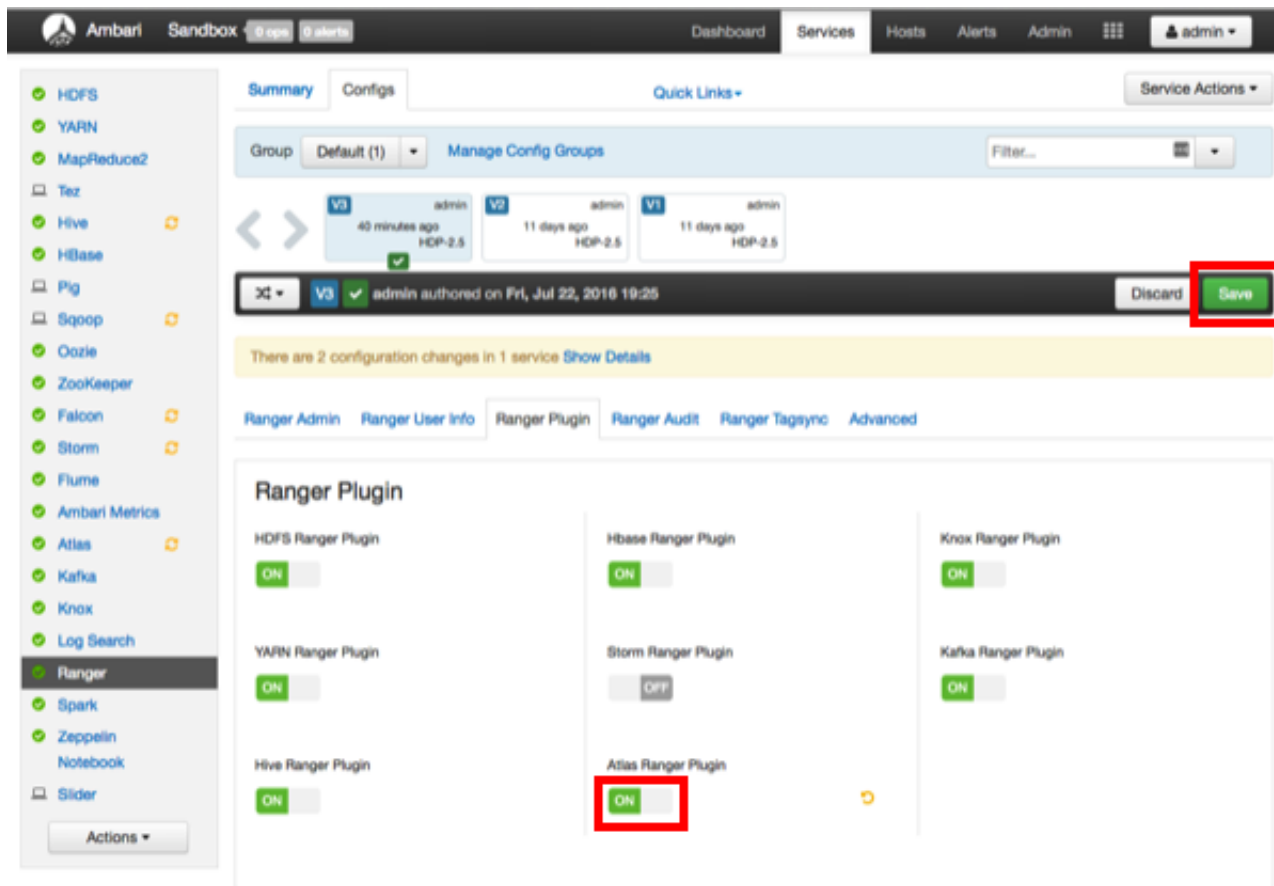 Ambari Sandbox 0 ops 0 alerts Dashboard Services Hosts Alerts Admin admin
HDFS
YARN
MapReduce2
Tez
Hive
HBase
Pig
Sqoop
Oozie
ZooKeeper
Falcon
Storm
Flume
Ambari Metrics
Atlas
Kafka
Knox
Log Search
Ranger
Spark
Zeppelin
Notebook
Slider
Actions
Summary Configs Quick Links Service Actions
Group Default (1) Manage Config Groups Filter...
V3 admin
40 minutes ago
HDP-2.5
V2 admin
11 days ago
HDP-2.5
V1 admin
11 days ago
HDP-2.5
V3 admin authored on Fri, Jul 22, 2016 19:25 Discard Save
There are 2 configuration changes in 1 service Show Details
Ranger Admin Ranger User Info Ranger Plugin Ranger Audit Ranger Tagsync Advanced
Ranger Plugin
HDFS Ranger Plugin Hbase Ranger Plugin Knox Ranger Plugin
ON ON ON
YARN Ranger Plugin Storm Ranger Plugin Kafka Ranger Plugin
ON OFF ON
Hive Ranger Plugin Atlas Ranger Plugin
ON ON